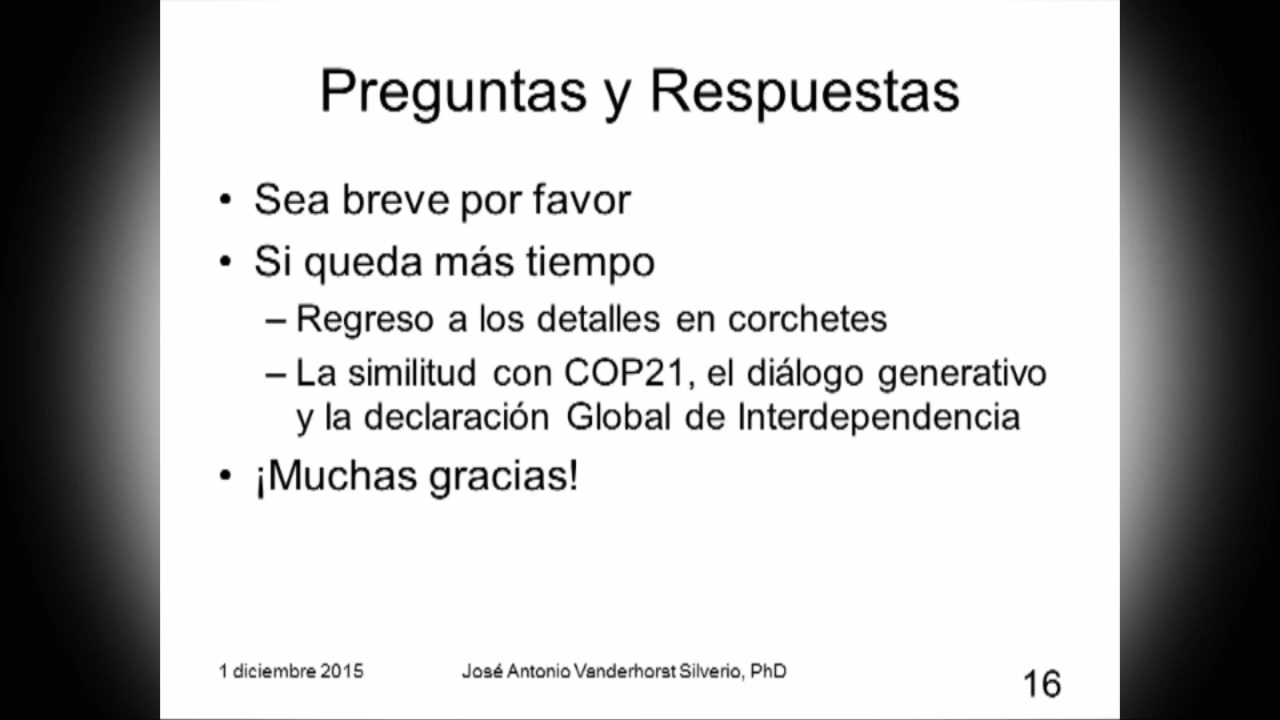 Preguntas y Respuestas
• Sea breve por favor
• Si queda más tiempo
– Regreso a los detalles en corchetes
– La similitud con COP21, el diálogo generativo
y la declaración Global de Interdependencia
• ¡Muchas gracias!
1 diciembre 2015
José Antonio Vanderhorst Silverio, PhD
16